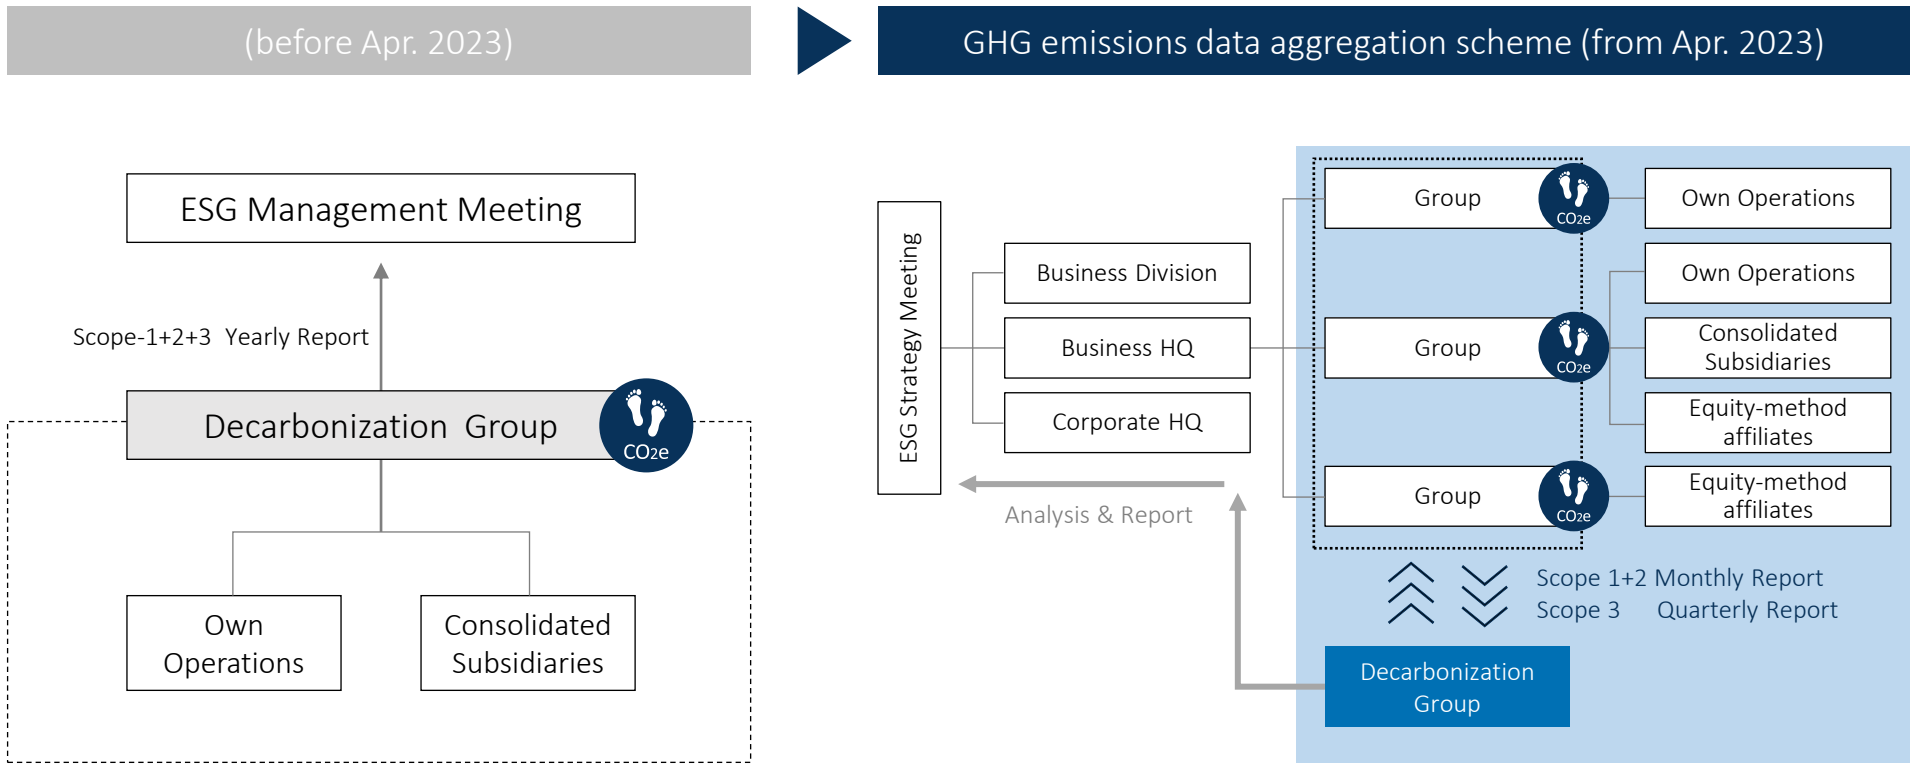 (before Apr. 2023)
GHG emissions data aggregation scheme (from Apr. 2023)
ESG Management Meeting
Scope-1+2+3 Yearly Report
Decarbonization Group
CO2e
Own
Operations
Consolidated
Subsidiaries
ESG Strategy Meeting
Business Division
Business HQ
Corporate HQ
Analysis & Report
Group
CO2e
Own Operations
Group
CO2e
Own Operations
Consolidated
Subsidiaries
Equity-method
affiliates
Group
CO2e
Equity-method
affiliates
Scope 1+2 Monthly Report
Scope 3 Quarterly Report
Decarbonization
Group